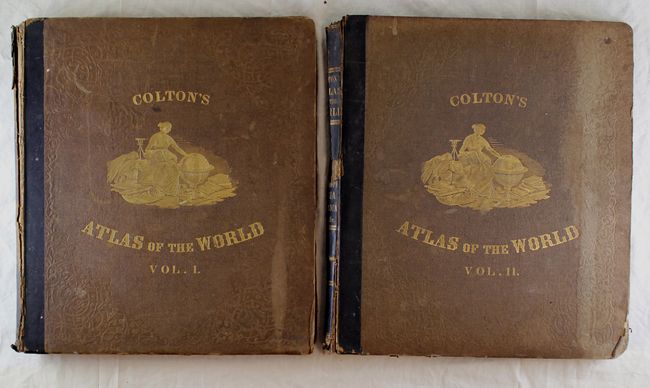 COLTON'S
ATLAS OF THE WORLD
VOL. I.
COLTON'S
ATLAS OF THE WORLD
VOL. II.